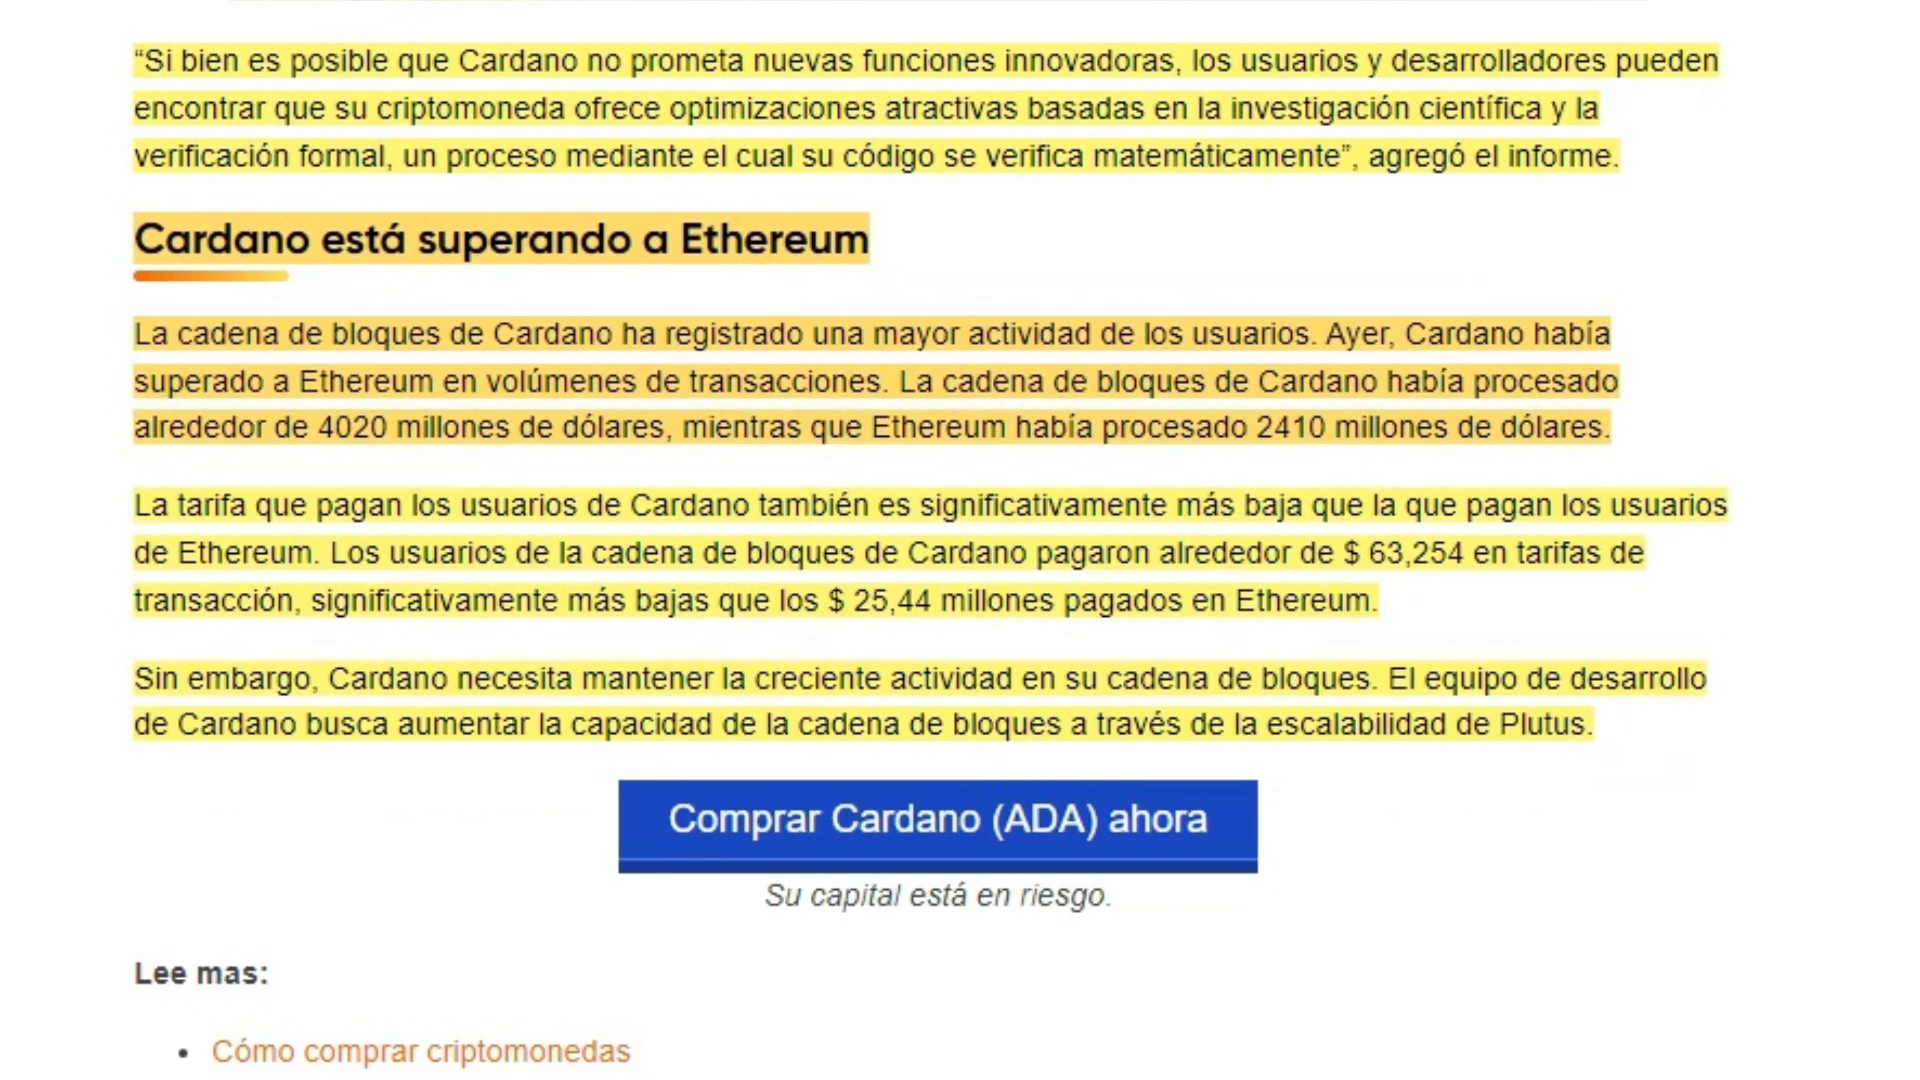 “Si bien es posible que Cardano no prometa nuevas funciones innovadoras, los usuarios y desarrolladores pueden
encontrar que su criptomoneda ofrece optimizaciones atractivas basadas en la investigación científica y la
verificación formal, un proceso mediante el cual su código se verifica matemáticamente”, agregó el informe.
Cardano está superando a Ethereum
La cadena de bloques de Cardano ha registrado una mayor actividad de los usuarios. Ayer, Cardano había
superado a Ethereum en volúmenes de transacciones. La cadena de bloques de Cardano había procesado
alrededor de 4020 millones de dólares, mientras que Ethereum había procesado 2410 millones de dólares.
La tarifa que pagan los usuarios de Cardano también es significativamente más baja que la que pagan los usuarios
de Ethereum. Los usuarios de la cadena de bloques de Cardano pagaron alrededor de $ 63,254 en tarifas de
transacción, significativamente más bajas que los $ 25,44 millones pagados en Ethereum.
Sin embargo, Cardano necesita mantener la creciente actividad en su cadena de bloques. El equipo de desarrollo
de Cardano busca aumentar la capacidad de la cadena de bloques a través de la escalabilidad de Plutus.
Comprar Cardano (ADA) ahora
Su capital está en riesgo.
Lee mas:
• Cómo comprar criptomonedas